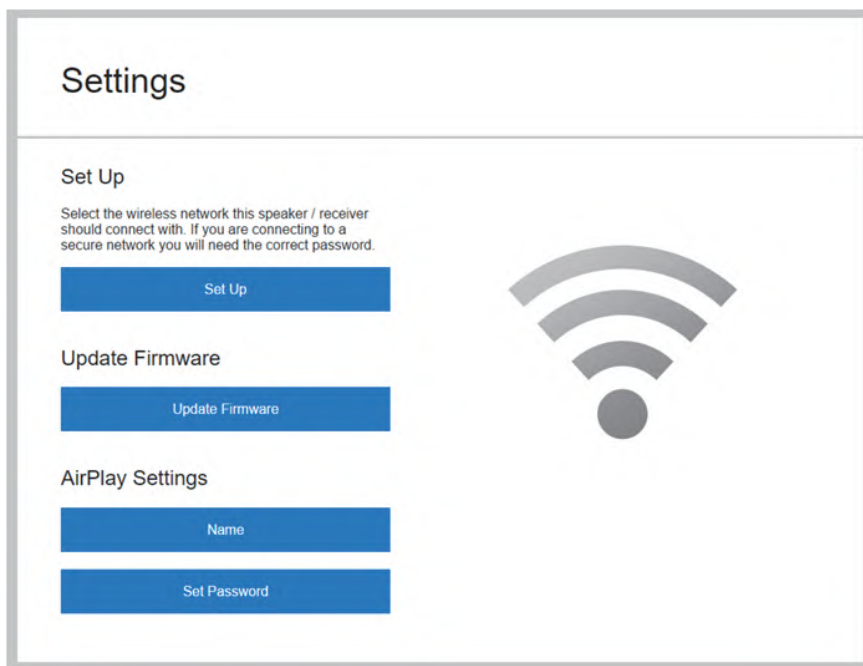 Settings
Set Up
Select the wireless network this speaker / receiver
should connect with. If you are connecting to a
secure network you will need the correct password.
Set Up
Update Firmware
Update Firmware
AirPlay Settings
Name
Set Password